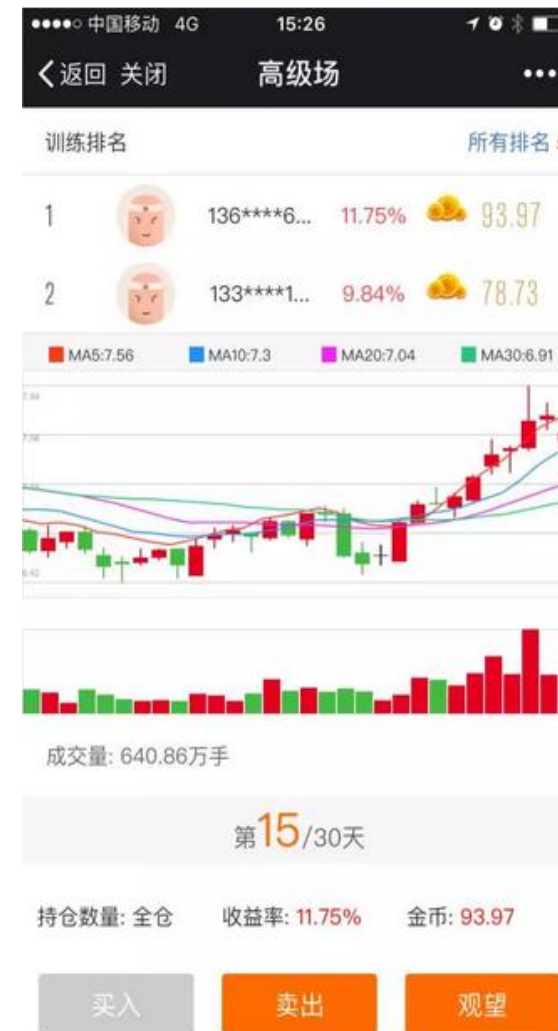 中国移动 4G 15:26
返回 关闭 高级场
训练排名 所有排名
1 136****6... 11.75% 93.97
2 133****1... 9.84% 78.73
MA5:7.56 MA10:7.3 MA20:7.04 MA30:6.91
成交量: 640.86万手
第15/30天
持仓数量: 全仓 收益率: 11.75% 金币: 93.97
买入 卖出 观望